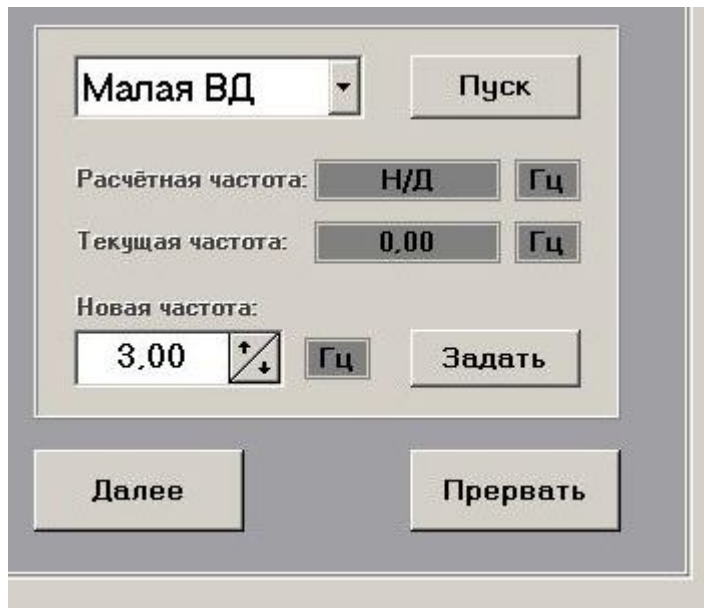 Малая ВД Пуск
Расчётная частота: Н/Д Гц
Текущая частота: 0,00 Гц
Новая частота:
3,00 Гц Задать
Далее Прервать